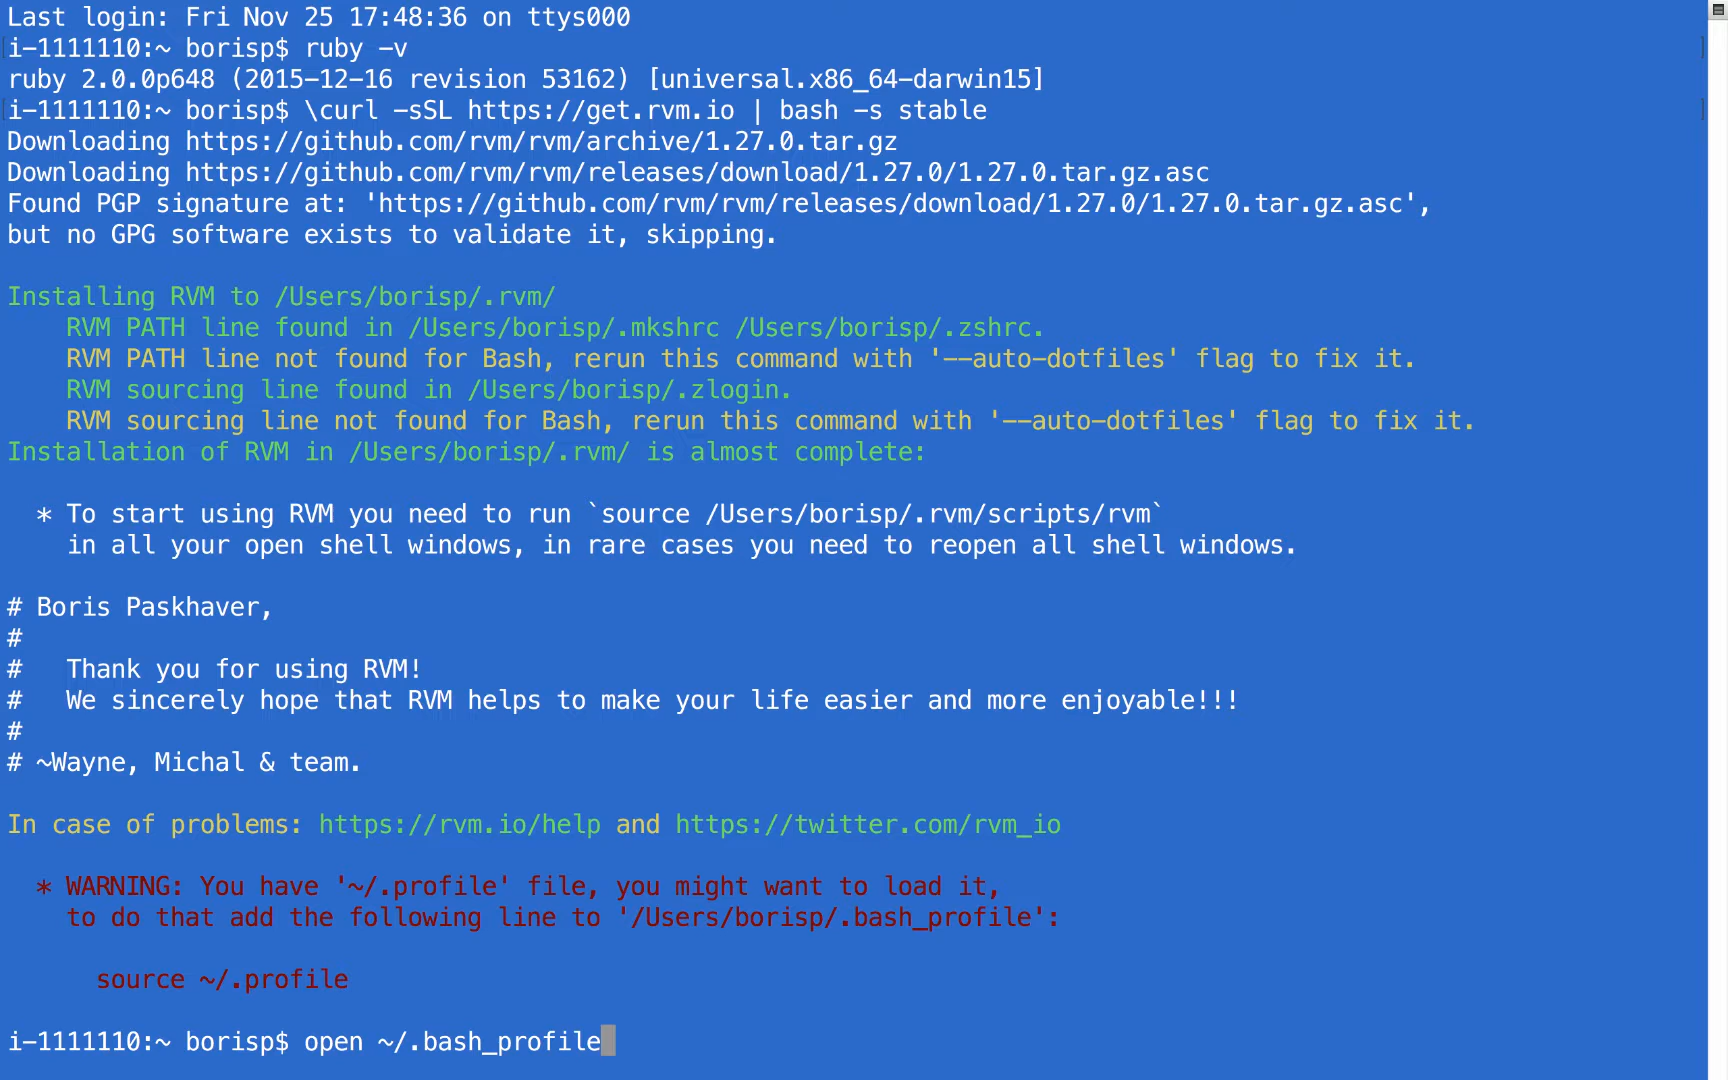 Last login: Fri Nov 25 17:48:36 on ttys000
i-1111110:~ borisp$ ruby -v
ruby 2.0.0p648 (2015-12-16 revision 53162) [universal.x86_64-darwin15]
i-1111110:~ borisp$ \curl -sSL https://get.rvm.io | bash -s stable
Downloading https://github.com/rvm/rvm/archive/1.27.0.tar.gz
Downloading https://github.com/rvm/rvm/releases/download/1.27.0/1.27.0.tar.gz.asc
Found PGP signature at: 'https://github.com/rvm/rvm/releases/download/1.27.0/1.27.0.tar.gz.asc',
but no GPG software exists to validate it, skipping.
Installing RVM to /Users/borisp/.rvm/
RVM PATH line found in /Users/borisp/.mkshrc /Users/borisp/.zshrc.
RVM PATH line not found for Bash, rerun this command with '--auto-dotfiles' flag to fix it.
RVM sourcing line found in /Users/borisp/.zlogin.
RVM sourcing line not found for Bash, rerun this command with '--auto-dotfiles' flag to fix it.
Installation of RVM in /Users/borisp/.rvm/ is almost complete:
* To start using RVM you need to run `source /Users/borisp/.rvm/scripts/rvm`
in all your open shell windows, in rare cases you need to reopen all shell windows.
# Boris Paskhaver,
#
# Thank you for using RVM!
# We sincerely hope that RVM helps to make your life easier and more enjoyable!!!
#
# ~Wayne, Michal & team.
In case of problems: https://rvm.io/help and https://twitter.com/rvm_io
* WARNING: You have '~/.profile' file, you might want to load it,
to do that add the following line to '/Users/borisp/.bash_profile':
source ~/.profile
i-1111110:~ borisp$ open ~/.bash_profile